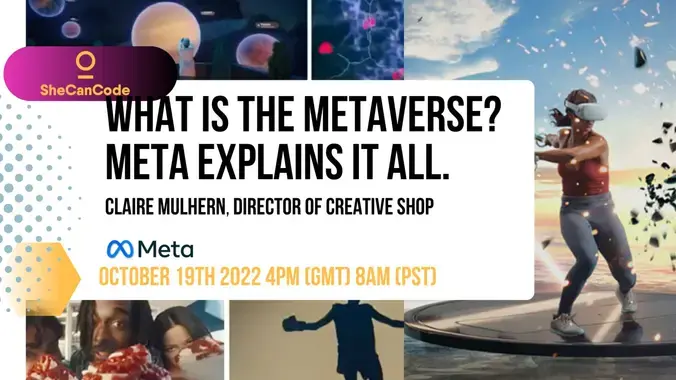 SheCanCode
WHAT IS THE METAVERSE?
META EXPLAINS IT ALL.
CLAIRE MULHERN, DIRECTOR OF CREATIVE SHOP
Meta
OCTOBER 19TH 2022 4PM (GMT) 8AM (PST)